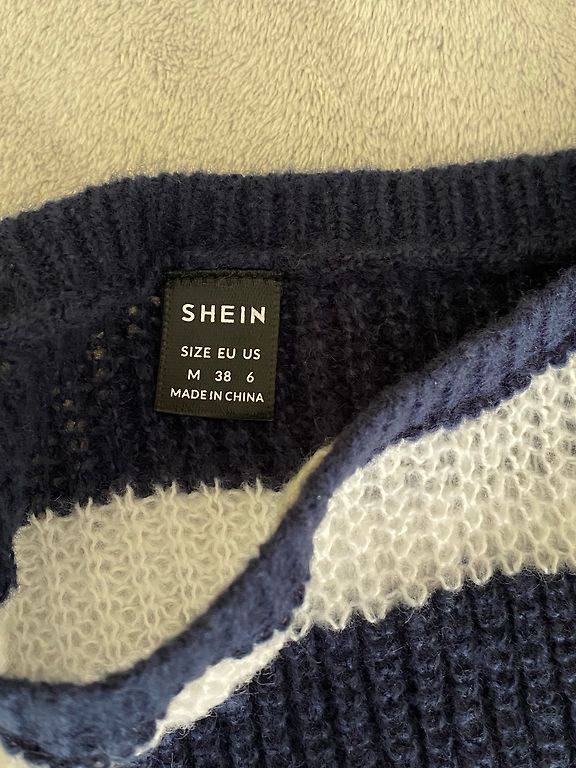 SHEIN
SIZE EU US
M 38 6
MADE IN CHINA